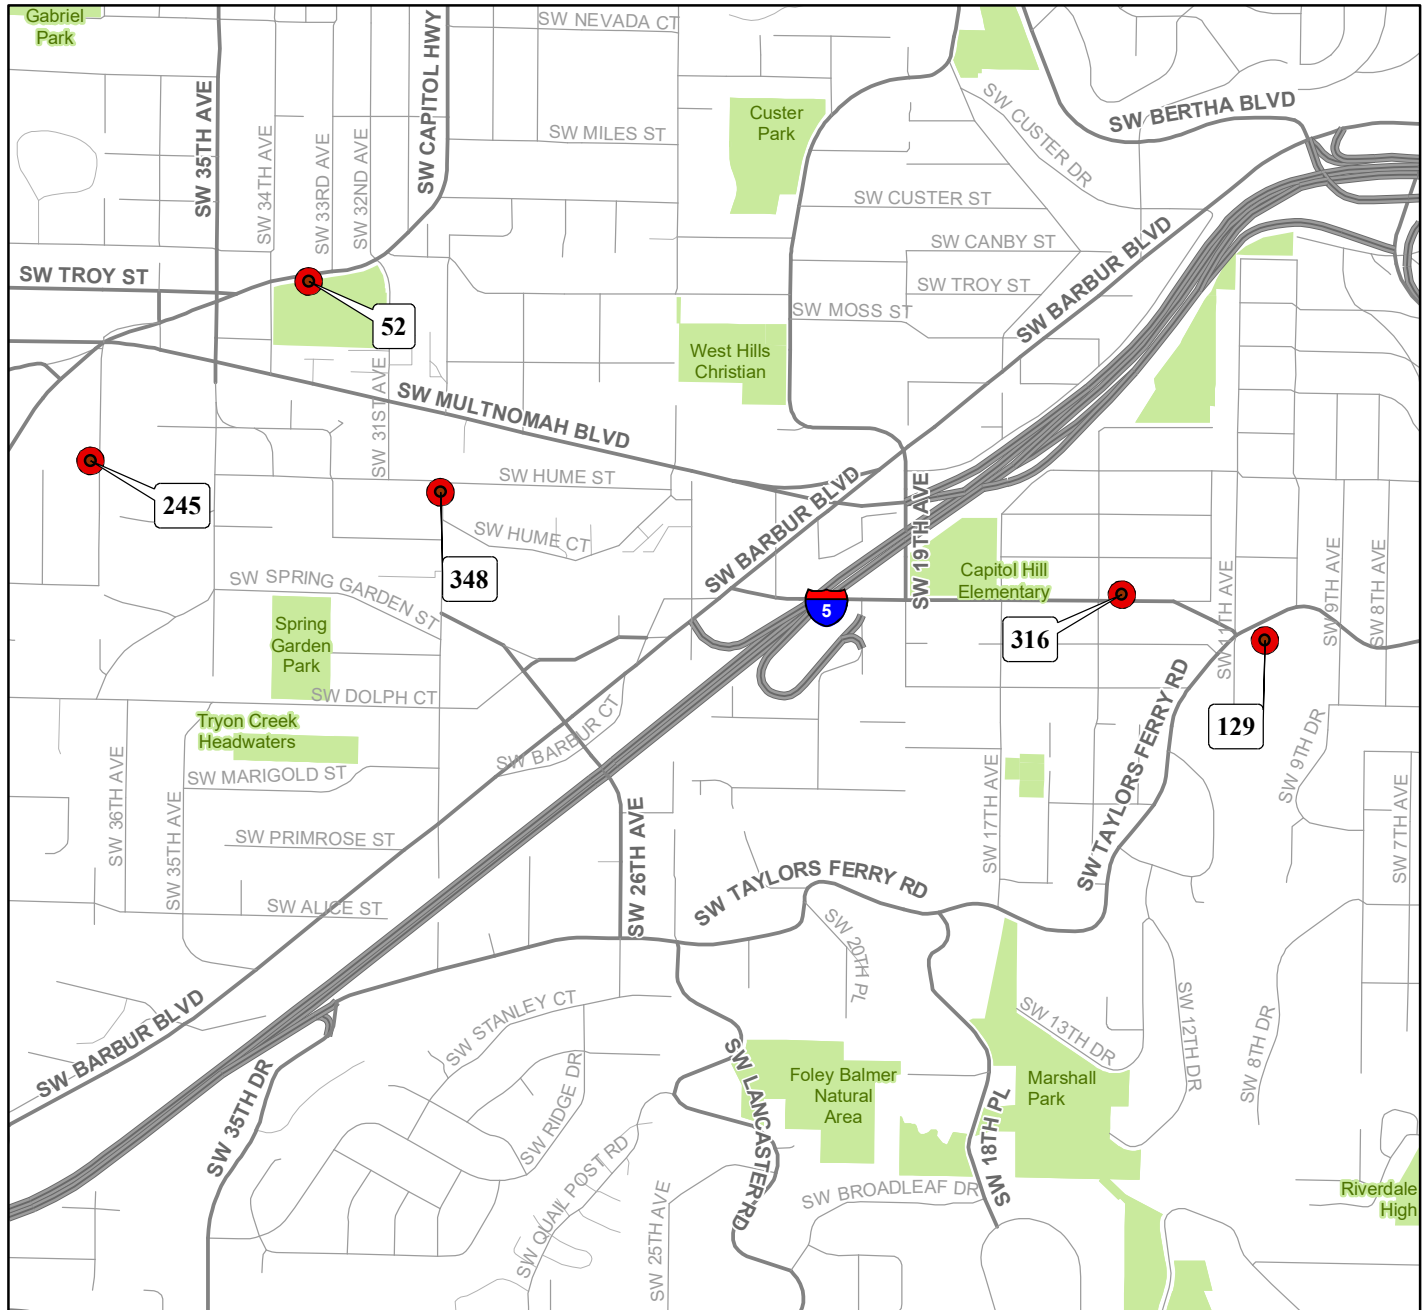 Gabriel
Park
SW NEVADA CT
SW CAPITOL HWY
SW 35TH AVE
SW 34TH AVE
SW 33RD AVE
SW 32ND AVE
SW MILES ST
Custer
Park
SW CUSTER DR
SW BERTHA BLVD
SW CUSTER ST
SW CANBY ST
SW TROY ST
SW BARBUR BLVD
SW TROY ST
SW MOSS ST
52
West Hills
Christian
SW 31ST AVE
SW MULTNOMAH BLVD
SW HUME ST
245
SW HUME CT
348
SW BARBUR BLVD
SW 19TH AVE
Capitol Hill
Elementary
5
316
SW 11TH AVE
SW 9TH AVE
SW 8TH AVE
129
SW SPRING GARDEN ST
Spring
Garden
Park
SW DOLPH CT
Tryon Creek
Headwaters
SW MARIGOLD ST
SW BARBUR CT
SW TAYLORS FERRY RD
SW 9TH DR
SW 36TH AVE
SW 35TH AVE
SW PRIMROSE ST
SW 26TH AVE
SW 17TH AVE
SW 7TH AVE
SW ALICE ST
SW TAYLORS FERRY RD
SW 20TH PL
SW BARBUR BLVD
SW STANLEY CT
SW 13TH DR
SW 12TH DR
SW 8TH DR
SW 35TH DR
SW RIDGE DR
SW LANCASTER RD
Foley Balmer
Natural
Area
Marshall
Park
SW 18TH PL
SW QUAIL POST RD
SW 25TH AVE
SW BROADLEAF DR
Riverdale
High